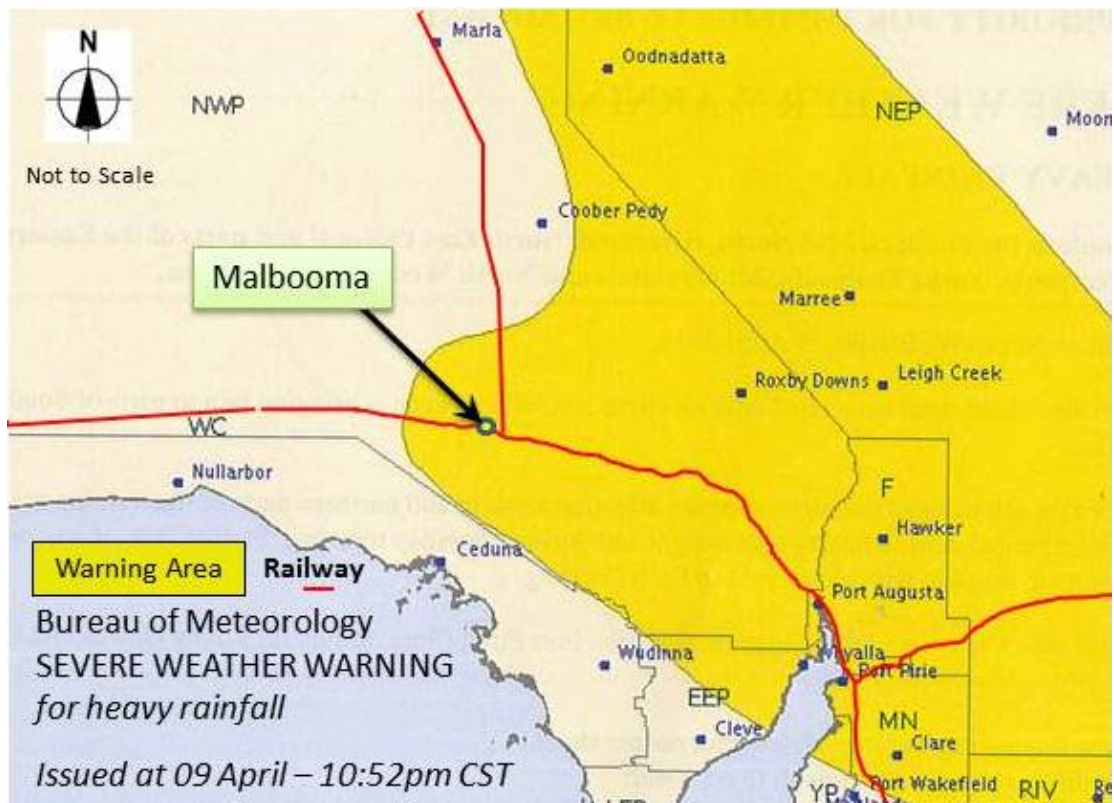 N
Not to Scale
Marla
Oodnadatta
NWP
NEP
Moon
Coober Pedy
Malbooma
Marree
Roxby Downs
Leigh Creek
WC
Nullarbor
F
Hawker
Ceduna
Port Augusta
Warning Area
Railway
Wudinna
Port Pirie
EEP
MN
Cleve
Clare
Port Wakefield
YP
RIV
Bureau of Meteorology
SEVERE WEATHER WARNING
for heavy rainfall
Issued at 09 April – 10:52pm CST